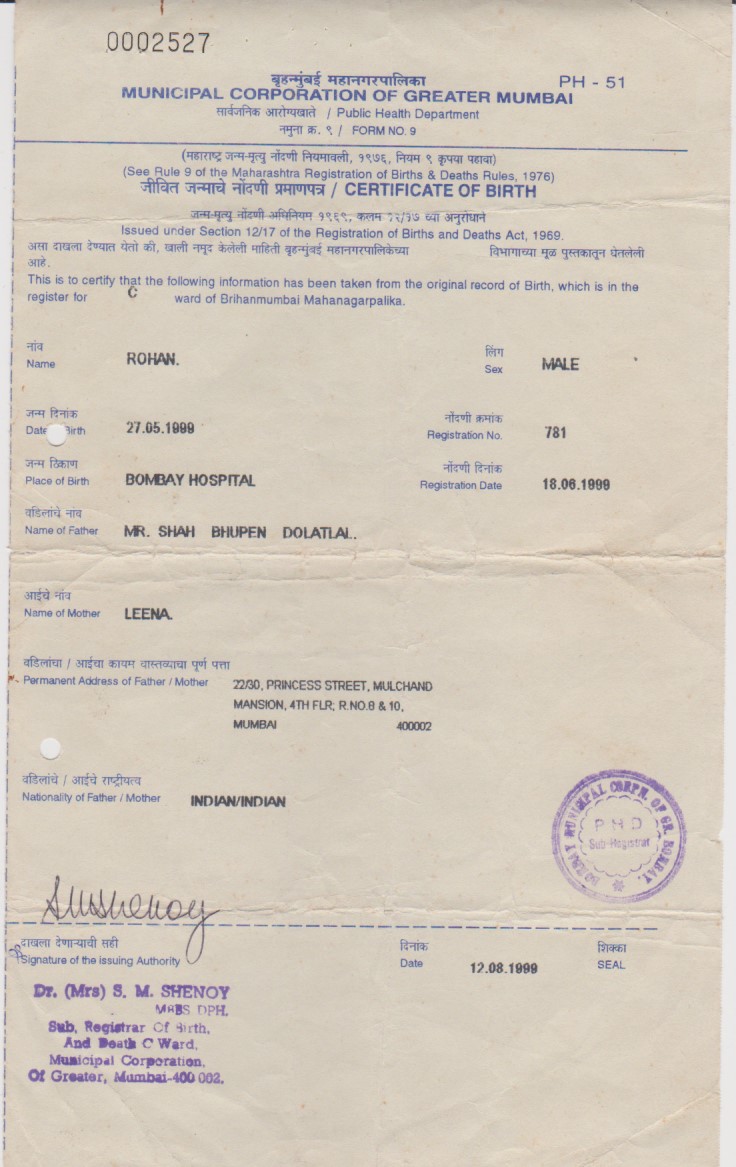 0002527
बृहन्मुंबई महानगरपालिका PH - 51
MUNICIPAL CORPORATION OF GREATER MUMBAI
सार्वजनिक आरोग्यखाते / Public Health Department
नमुना क्र. ९ / FORM NO. 9
(महाराष्ट्र जन्म-मृत्यु नोंदणी नियमावली, १९७६, नियम ९ कृपया पहावा)
(See Rule 9 of the Maharashtra Registration of Births & Deaths Rules, 1976)
जीवित जन्माचे नोंदणी प्रमाणपत्र / CERTIFICATE OF BIRTH
जन्म-मृत्यु नोंदणी अधिनियम १९६९, कलम १२/१७ च्या अनुरोधाने
Issued under Section 12/17 of the Registration of Births and Deaths Act, 1969.
असा दाखला देण्यात येतो की, खाली नमूद केलेली माहिती बृहन्मुंबई महानगरपालिकेच्या विभागाच्या मूळ पुस्तकातून घेतलेली
आहे.
This is to certify that the following information has been taken from the original record of Birth, which is in the
register for C ward of Brihanmumbai Mahanagarpalika.
नांव लिंग
Name ROHAN. Sex MALE
जन्म दिनांक नोंदणी क्रमांक
Date Birth 27.05.1999 Registration No. 781
जन्म ठिकाण नोंदणी दिनांक
Place of Birth BOMBAY HOSPITAL Registration Date 18.06.1999
वडिलांचे नांव
Name of Father MR. SHAH BHUPEN DOLATLAL.
आईचे नांव
Name of Mother LEENA.
वडिलांचा / आईचा कायम वास्तव्याचा पूर्ण पत्ता
Permanent Address of Father / Mother 22/30, PRINCESS STREET, MULCHAND
MANSION, 4TH FLR; R.NO.8 & 10,
MUMBAI 400002
वडिलांचे / आईचे राष्ट्रीयत्व
Nationality of Father / Mother INDIAN/INDIAN
BOMBAY MUNICIPAL CORPN. OF GR. BOMBAY.
PHD
Sub-Registrar
SMShenoy
दाखला देणाऱ्याची सही दिनांक शिक्का
Signature of the issuing Authority Date 12.08.1999 SEAL
Dr. (Mrs) S. M. SHENOY
MBBS DPH.
Sub, Registrar Of Birth,
And Death C Ward,
Municipal Corporation,
Of Greater, Mumbai-400 002.